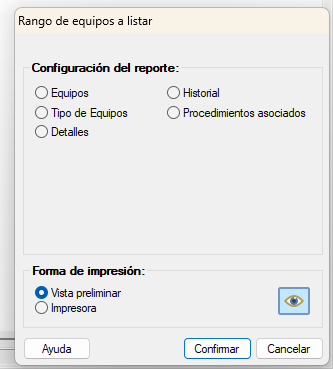 Rango de equipos a listar
Configuración del reporte:
Equipos
Historial
Tipo de Equipos
Procedimientos asociados
Detalles
Forma de impresión:
Vista preliminar
Impresora
Ayuda
Confirmar
Cancelar